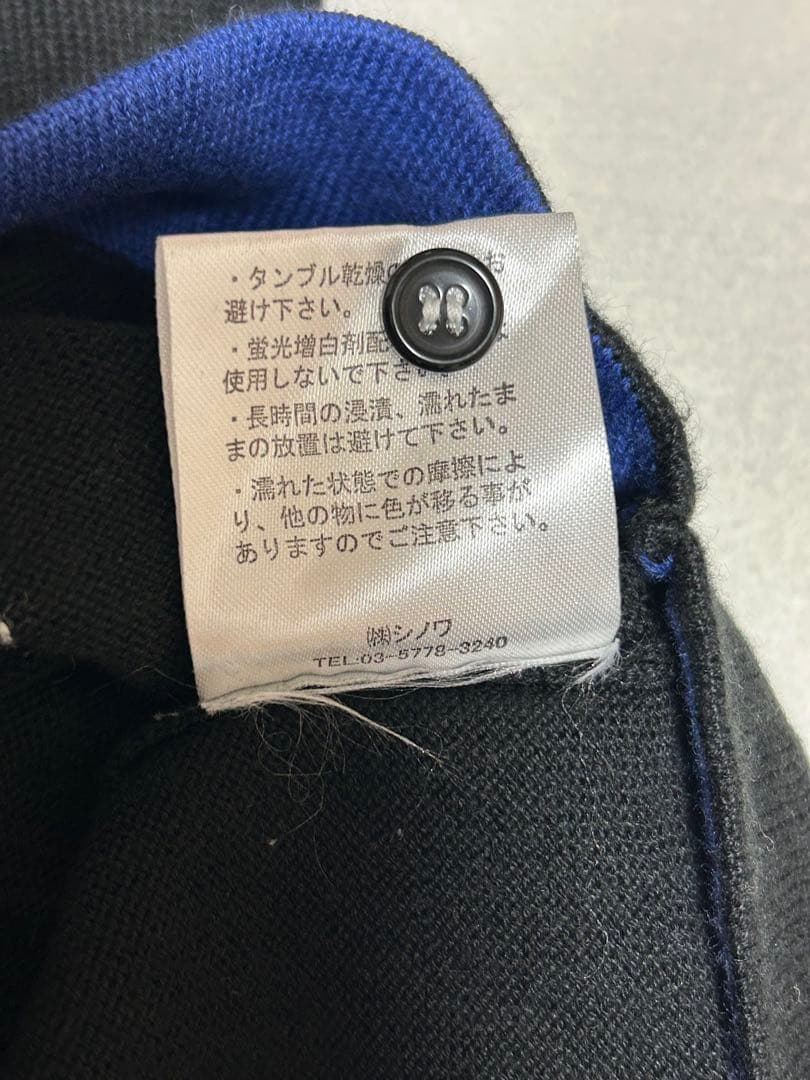 ・タンブル乾燥の お
避け下さい。
・蛍光増白剤配
使用しないで下さ
・長時間の浸漬、濡れたま
まの放置は避けて下さい。
・濡れた状態での摩擦によ
り、他の物に色が移る事が
ありますのでご注意下さい。
㈱シノワ
TEL:03-5778-3240